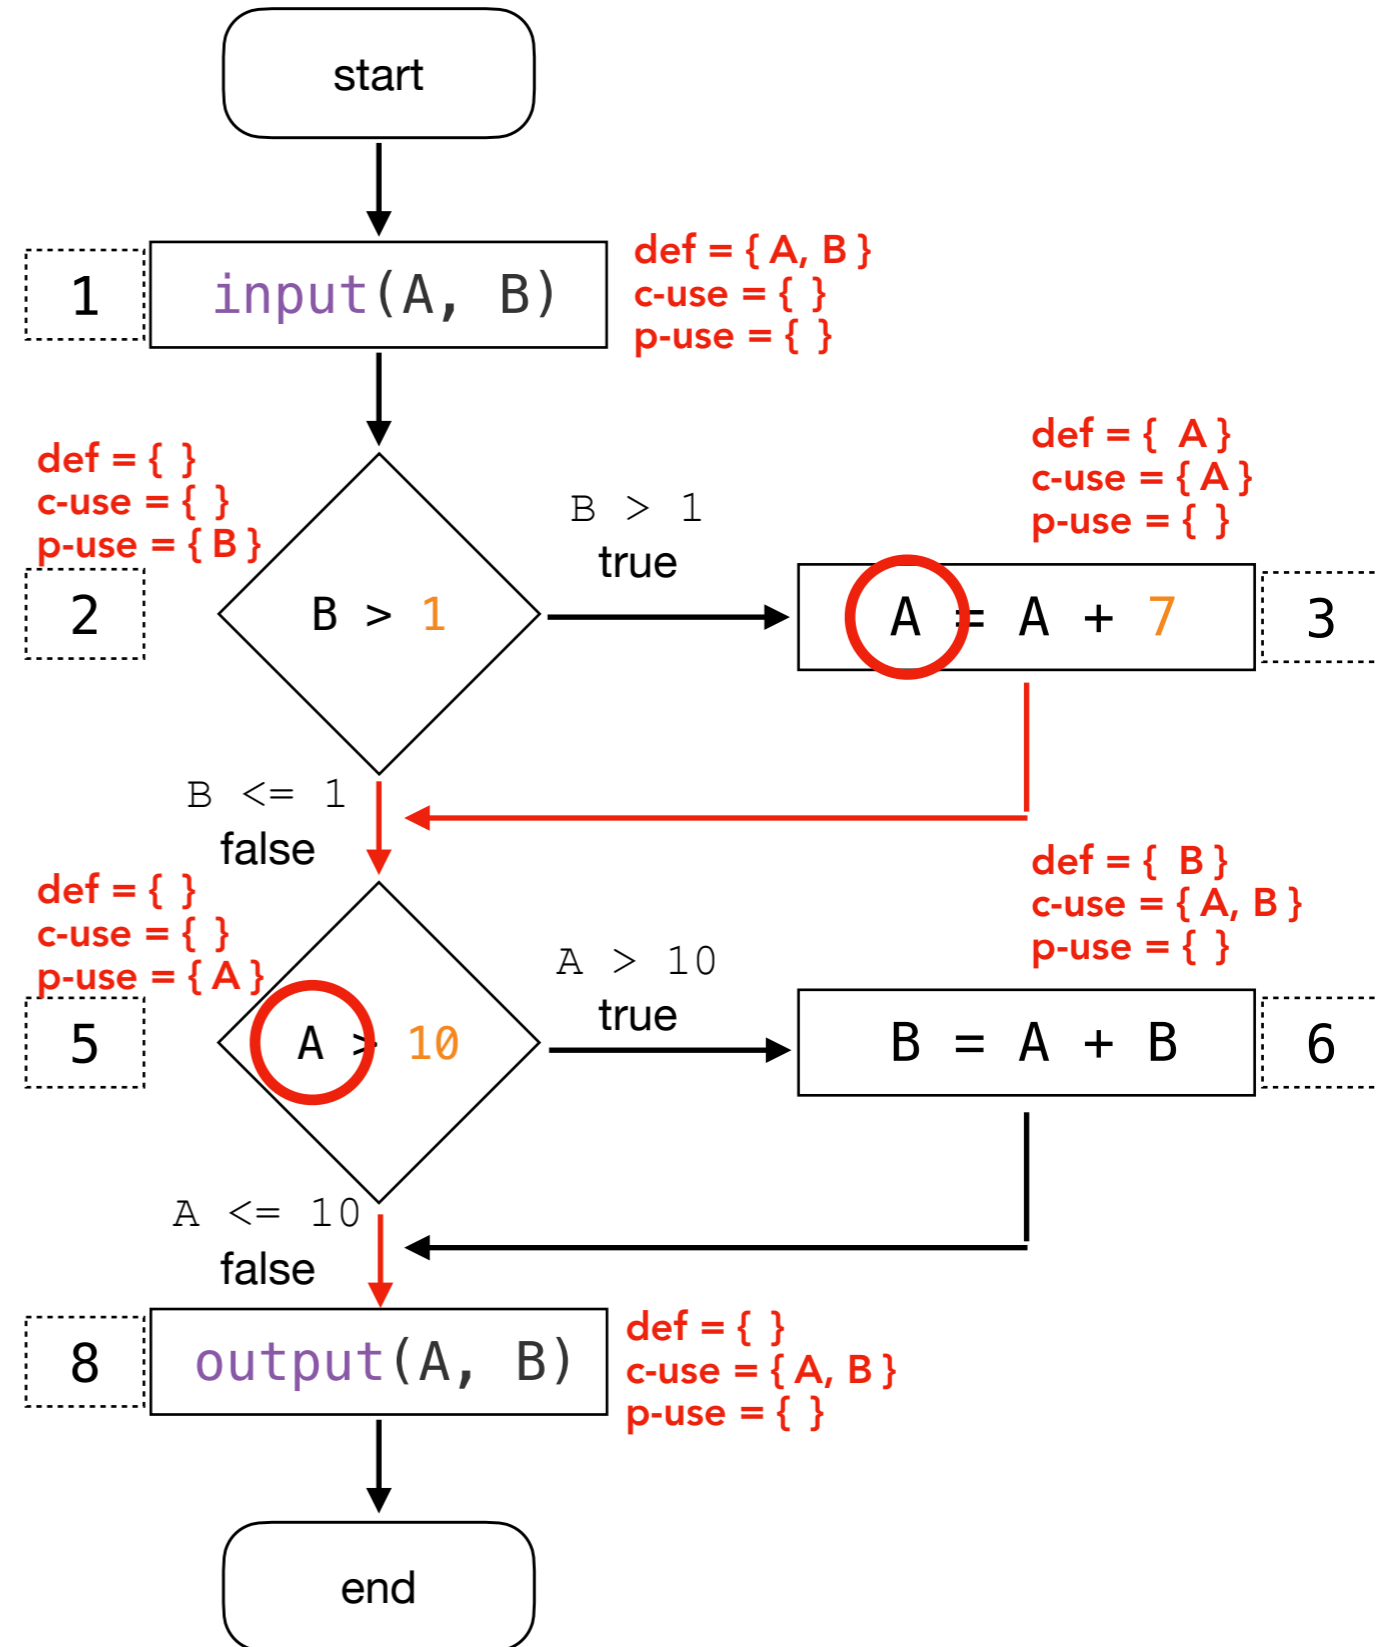 start
1
input(A, B)
def = { A, B }
c-use = { }
p-use = { }
def = { }
c-use = { }
p-use = { B }
2
B > 1
B > 1
true
def = { A }
c-use = { A }
p-use = { }
A = A + 7
3
B <= 1
false
def = { }
c-use = { }
p-use = { A }
5
A > 10
A > 10
true
def = { B }
c-use = { A, B }
p-use = { }
B = A + B
6
A <= 10
false
8
output(A, B)
def = { }
c-use = { A, B }
p-use = { }
end